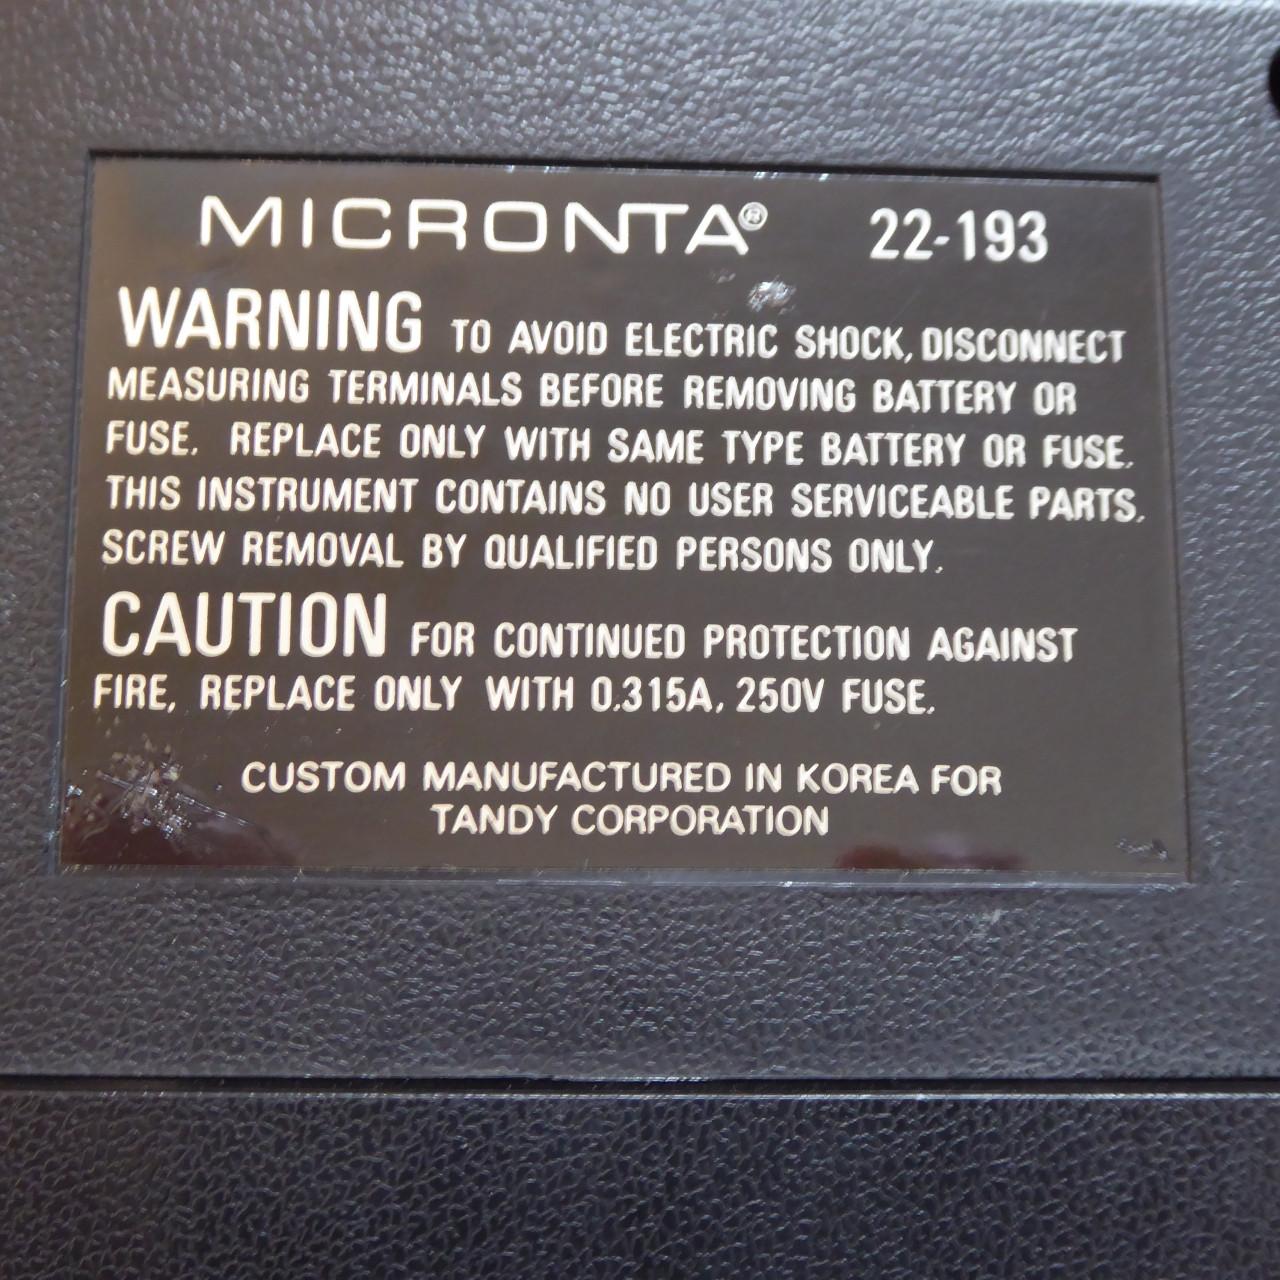 MICRONTA® 22-193
WARNING TO AVOID ELECTRIC SHOCK, DISCONNECT
MEASURING TERMINALS BEFORE REMOVING BATTERY OR
FUSE. REPLACE ONLY WITH SAME TYPE BATTERY OR FUSE.
THIS INSTRUMENT CONTAINS NO USER SERVICEABLE PARTS.
SCREW REMOVAL BY QUALIFIED PERSONS ONLY.
CAUTION FOR CONTINUED PROTECTION AGAINST
FIRE, REPLACE ONLY WITH 0.315A, 250V FUSE.
CUSTOM MANUFACTURED IN KOREA FOR
TANDY CORPORATION